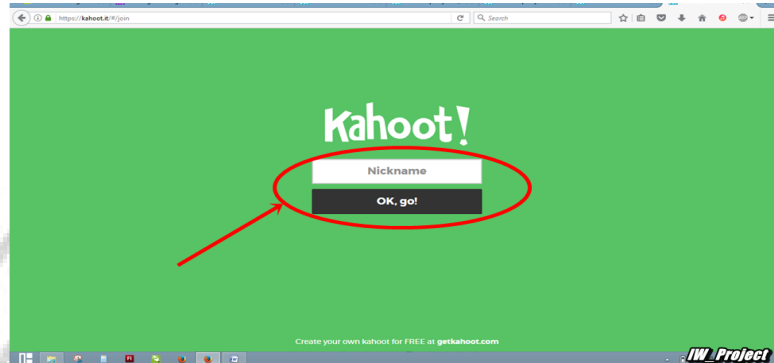 https://kahoot.it/#/join
Search
Kahoot!
Nickname
OK, go!
Create your own kahoot for FREE at getkahoot.com
IW_Project